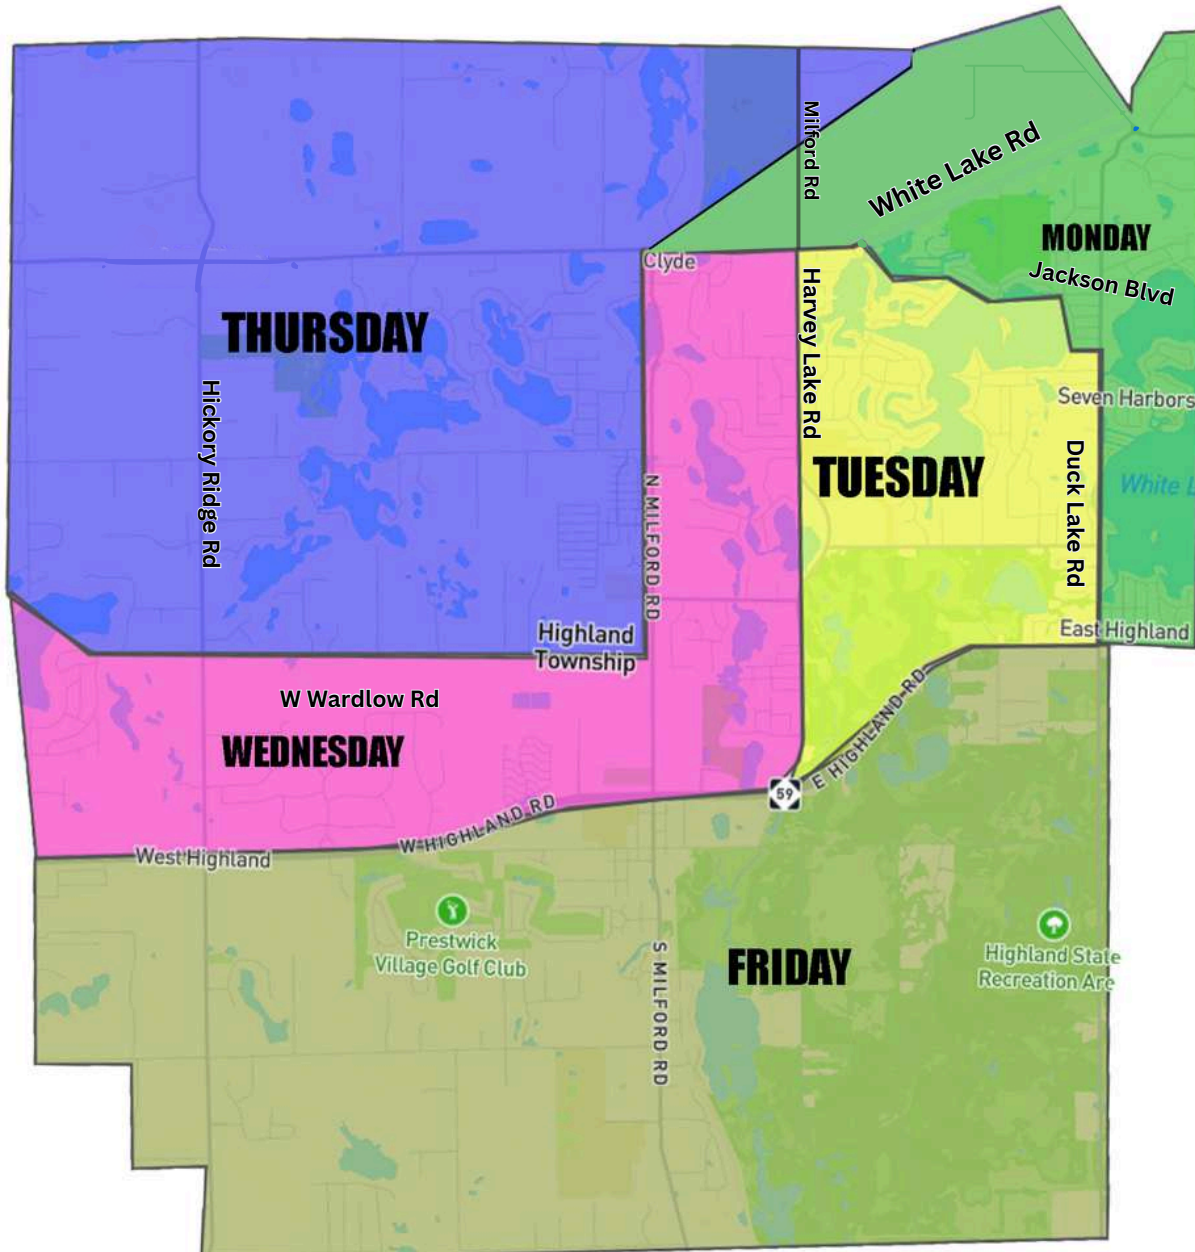 Milford Rd
White Lake Rd
MONDAY
Jackson Blvd
Clyde
THURSDAY
Harvey Lake Rd
Hickory Ridge Rd
Seven Harbors
TUESDAY
Duck Lake Rd
White L
N MILFORD RD
Highland
Township
East Highland
W Wardlow Rd
WEDNESDAY
E HIGHLAND RD
59
W HIGHLAND RD
West Highland
Prestwick
Village Golf Club
S MILFORD RD
FRIDAY
Highland State
Recreation Are